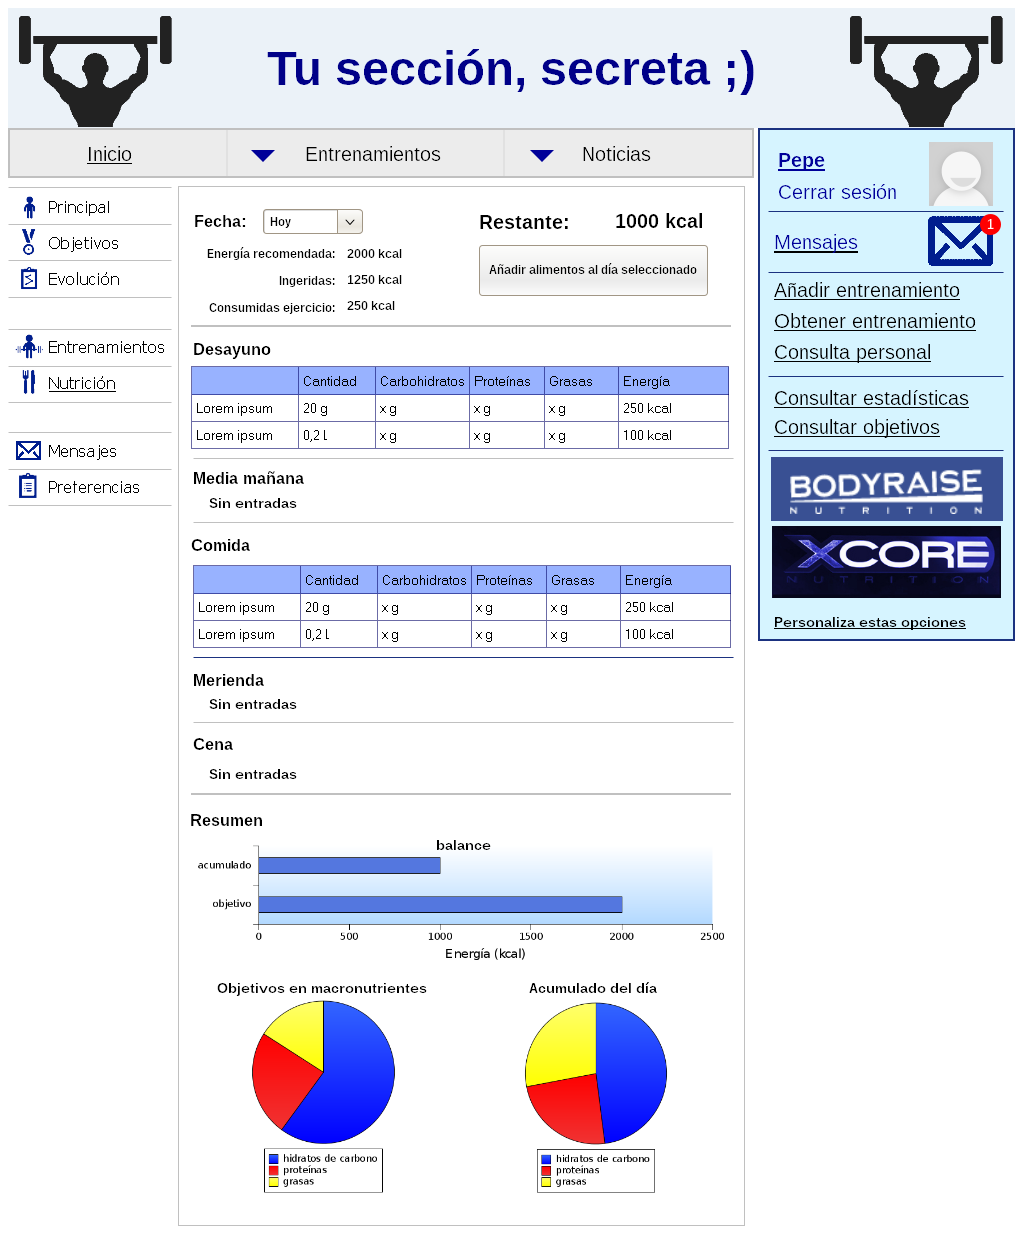 Tu sección, secreta ;)
Inicio
Entrenamientos
Noticias
Principal
Objetivos
Evolución
Entrenamientos
Nutrición
Mensajes
Preferencias
Fecha: Hoy
Restante: 1000 kcal
Energía recomendada: 2000 kcal
Ingeridas: 1250 kcal
Consumidas ejercicio: 250 kcal
Añadir alimentos al día seleccionado
Desayuno
Cantidad Carbohidratos Proteínas Grasas Energía
Lorem ipsum 20 g x g x g x g 250 kcal
Lorem ipsum 0,2 l x g x g x g 100 kcal
Media mañana
Sin entradas
Comida
Cantidad Carbohidratos Proteínas Grasas Energía
Lorem ipsum 20 g x g x g x g 250 kcal
Lorem ipsum 0,2 l x g x g x g 100 kcal
Merienda
Sin entradas
Cena
Sin entradas
Resumen
balance
acumulado
objetivo
0 500 1000 1500 2000 2500
Energía (kcal)
Objetivos en macronutrientes
hidratos de carbono
proteínas
grasas
Acumulado del día
hidratos de carbono
proteínas
grasas
Pepe
Cerrar sesión
Mensajes
1
Añadir entrenamiento
Obtener entrenamiento
Consulta personal
Consultar estadísticas
Consultar objetivos
BODYRAISE
NUTRITION
XCORE
NUTRITION
Personaliza estas opciones